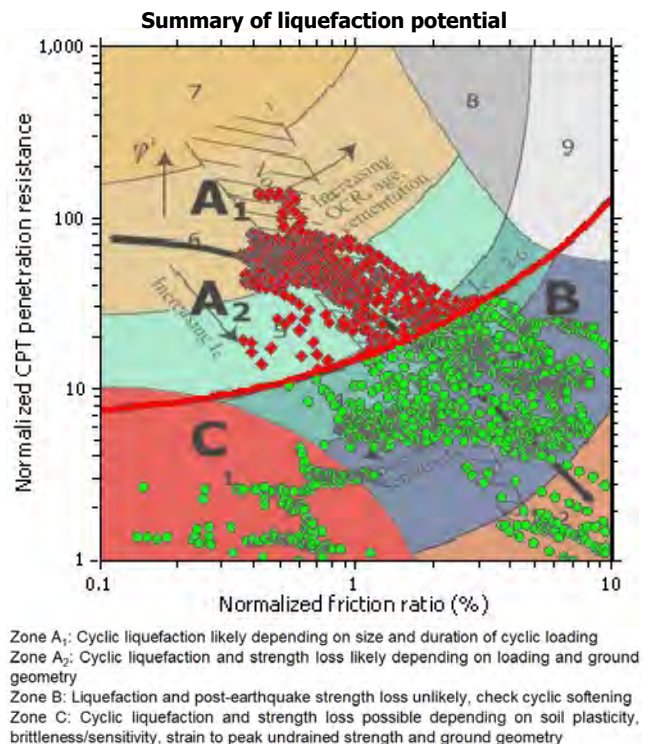 Summary of liquefaction potential
1,000
100
10
1
0.1
1
10
Normalized CPT penetration resistance
Normalized friction ratio (%)
7
8
9
φ'
A1
Increasing
OCR, age
cementation
6
A2
Increasing Ic
5
B
C
1
2
Zone A1: Cyclic liquefaction likely depending on size and duration of cyclic loading
Zone A2: Cyclic liquefaction and strength loss likely depending on loading and ground
geometry
Zone B: Liquefaction and post-earthquake strength loss unlikely, check cyclic softening
Zone C: Cyclic liquefaction and strength loss possible depending on soil plasticity,
brittleness/sensitivity, strain to peak undrained strength and ground geometry